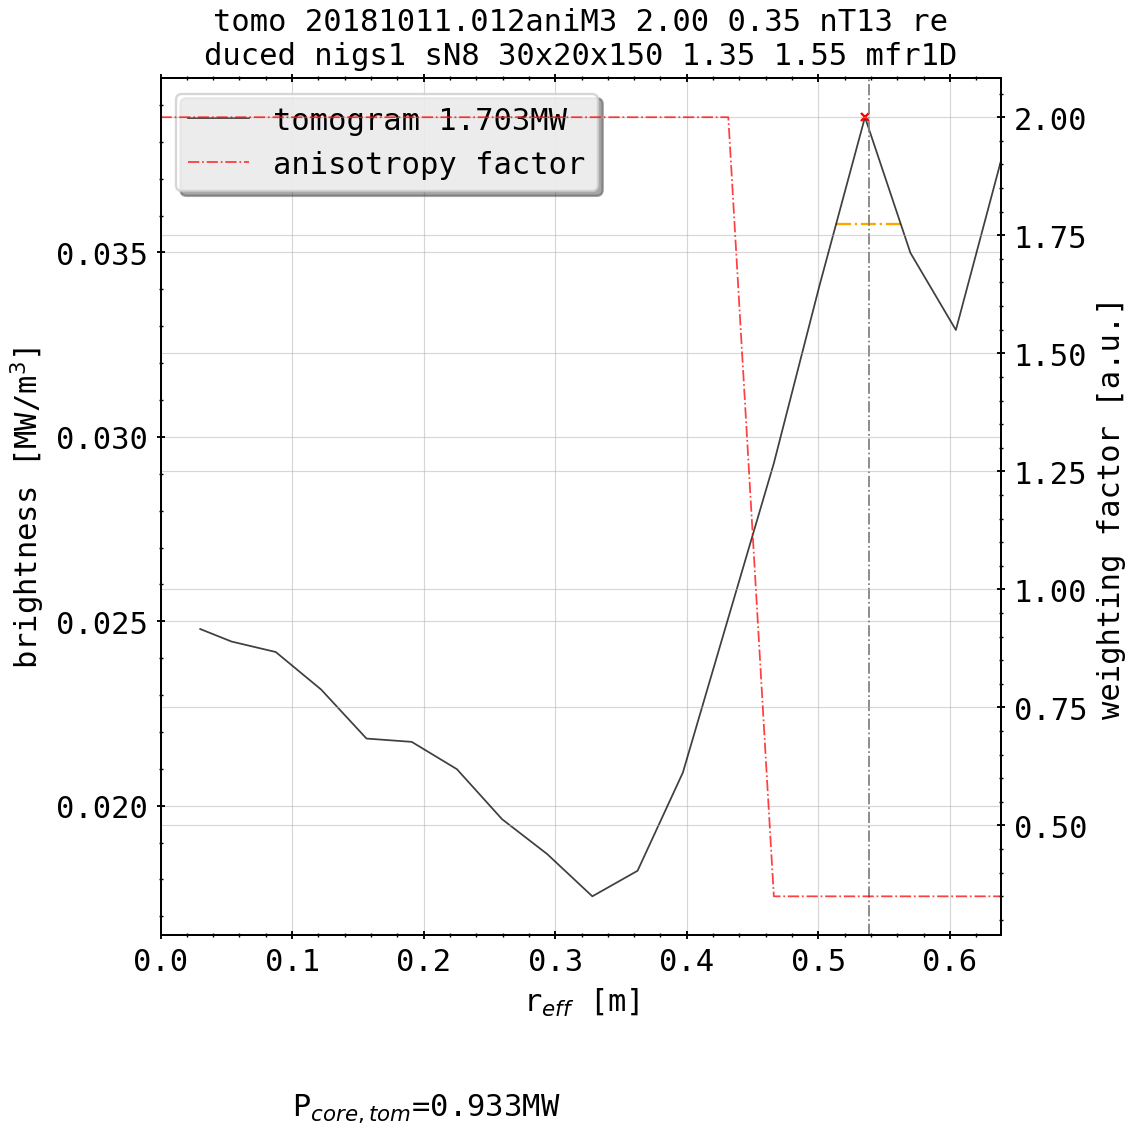 tomo 20181011.012aniM3 2.00 0.35 nT13 re
duced nigs1 sN8 30x20x150 1.35 1.55 mfr1D
tomogram 1.703MW
anisotropy factor
brightness [MW/m³]
0.035
0.030
0.025
0.020
2.00
1.75
1.50
1.25
1.00
0.75
0.50
weighting factor [a.u.]
0.0 0.1 0.2 0.3 0.4 0.5 0.6
r_eff [m]
P_core,tom=0.933MW